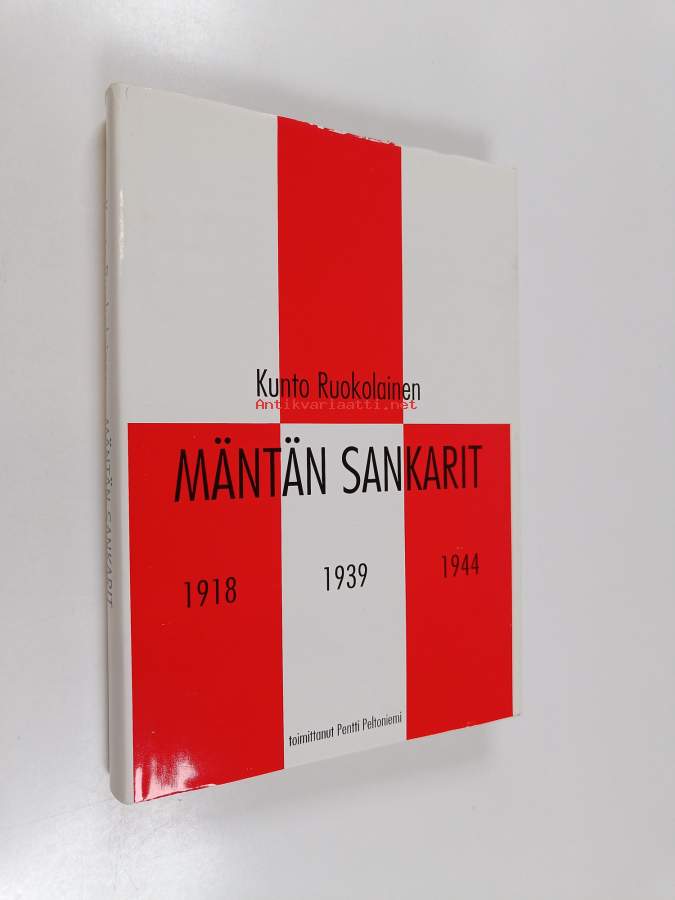 Kunto Ruokolainen
Antikvariaatti.net
MÄNTÄN SANKARIT
1918
1939
1944
toimittanut Pentti Peltoniemi
MÄNTÄN SANKARIT